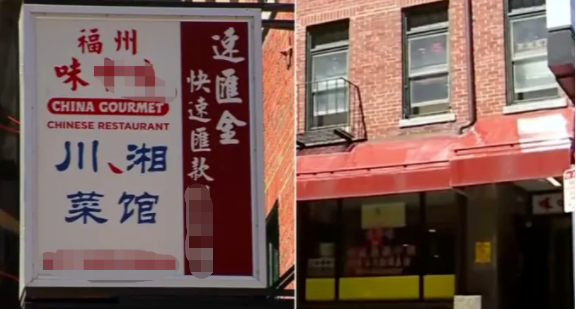 福州
味
CHINA GOURMET
CHINESE RESTAURANT
川、湘
菜馆
速匯金
快速匯款